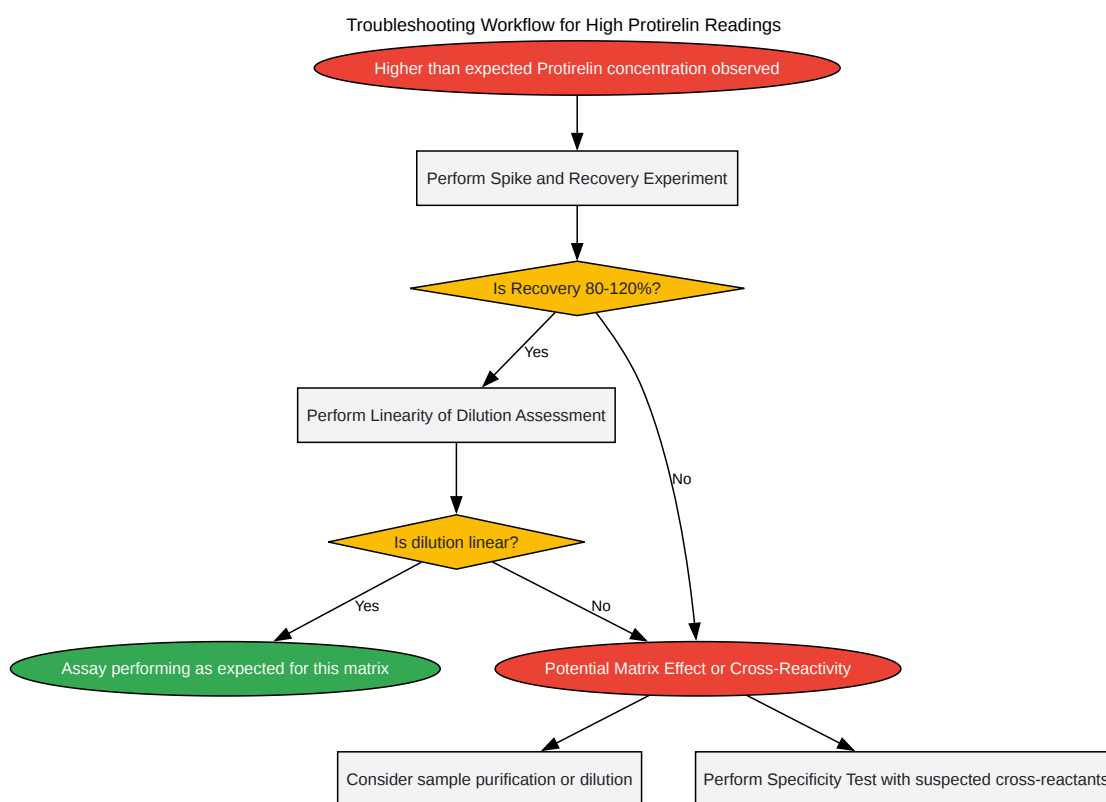 Troubleshooting Workflow for High Protirelin Readings
Higher than expected Protirelin concentration observed
Perform Spike and Recovery Experiment
Is Recovery 80-120%?
Yes
Perform Linearity of Dilution Assessment
No
Is dilution linear?
Yes
No
Assay performing as expected for this matrix
Potential Matrix Effect or Cross-Reactivity
Consider sample purification or dilution
Perform Specificity Test with suspected cross-reactants